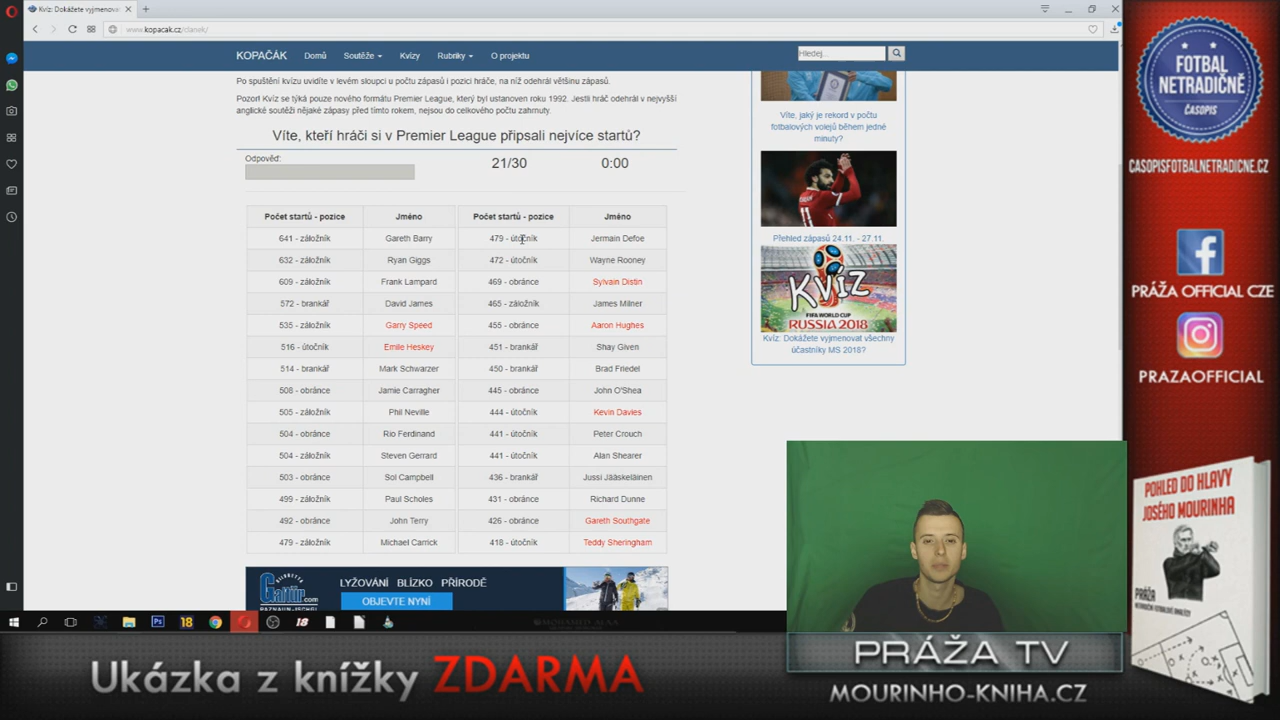 Kvíz: Dokážete vyjmenova
www.kopacak.cz/clanek/
KOPAČÁK Domů Soutěže Kvízy Rubriky O projektu
Hledej...
Po spuštění kvízu uvidíte v levém sloupci u počtu zápasů i pozici hráče, na níž odehrál většinu zápasů.
Pozor! Kvíz se týká pouze nového formátu Premier League, který byl ustanoven roku 1992. Jestli hráč odehrál v nejvyšší
anglické soutěži nějaké zápasy před tímto rokem, nejsou do celkového počtu zahrnuty.
Víte, kteří hráči si v Premier League připsali nejvíce startů?
Odpověď:
21/30 0:00
Počet startů - pozice Jméno Počet startů - pozice Jméno
641 - záložník Gareth Barry 479 - útočník Jermain Defoe
632 - záložník Ryan Giggs 472 - útočník Wayne Rooney
609 - záložník Frank Lampard 469 - obránce Sylvain Distin
572 - brankář David James 465 - záložník James Milner
535 - záložník Garry Speed 455 - obránce Aaron Hughes
516 - útočník Emile Heskey 451 - brankář Shay Given
514 - brankář Mark Schwarzer 450 - brankář Brad Friedel
508 - obránce Jamie Carragher 445 - obránce John O'Shea
505 - záložník Phil Neville 444 - útočník Kevin Davies
504 - obránce Rio Ferdinand 441 - útočník Peter Crouch
504 - záložník Steven Gerrard 441 - útočník Alan Shearer
503 - obránce Sol Campbell 436 - brankář Jussi Jääskeläinen
499 - záložník Paul Scholes 431 - obránce Richard Dunne
492 - obránce John Terry 426 - obránce Gareth Southgate
479 - záložník Michael Carrick 418 - útočník Teddy Sheringham
Víte, jaký je rekord v počtu
fotbalových volejů během jedné
minuty?
11
Přehled zápasů 24.11. - 27.11.
Kvíz
FIFA WORLD CUP
RUSSIA 2018
Kvíz: Dokážete vyjmenovat všechny
účastníky MS 2018?
LYŽOVÁNÍ BLÍZKO PŘÍRODĚ
OBJEVTE NYNÍ
FOTBAL
NETRADIČNĚ
ČASOPIS
CASOPISFOTBALNETRADICNE.CZ
PRÁŽA OFFICIAL CZE
PRAZAOFFICIAL
POHLED DO HLAVY
JOSÉHO MOURINHA
PRÁŽA
Ukázka z knížky ZDARMA
PRÁŽA TV
MOURINHO-KNIHA.CZ